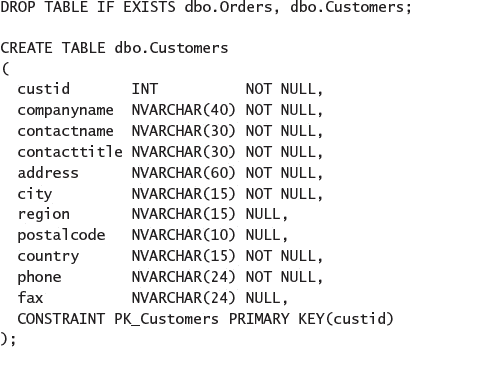 DROP TABLE IF EXISTS dbo.Orders, dbo.Customers;
CREATE TABLE dbo.Customers
(
custid INT NOT NULL,
companyname NVARCHAR(40) NOT NULL,
contactname NVARCHAR(30) NOT NULL,
contacttitle NVARCHAR(30) NOT NULL,
address NVARCHAR(60) NOT NULL,
city NVARCHAR(15) NOT NULL,
region NVARCHAR(15) NULL,
postalcode NVARCHAR(10) NULL,
country NVARCHAR(15) NOT NULL,
phone NVARCHAR(24) NOT NULL,
fax NVARCHAR(24) NULL,
CONSTRAINT PK_Customers PRIMARY KEY(custid)
);